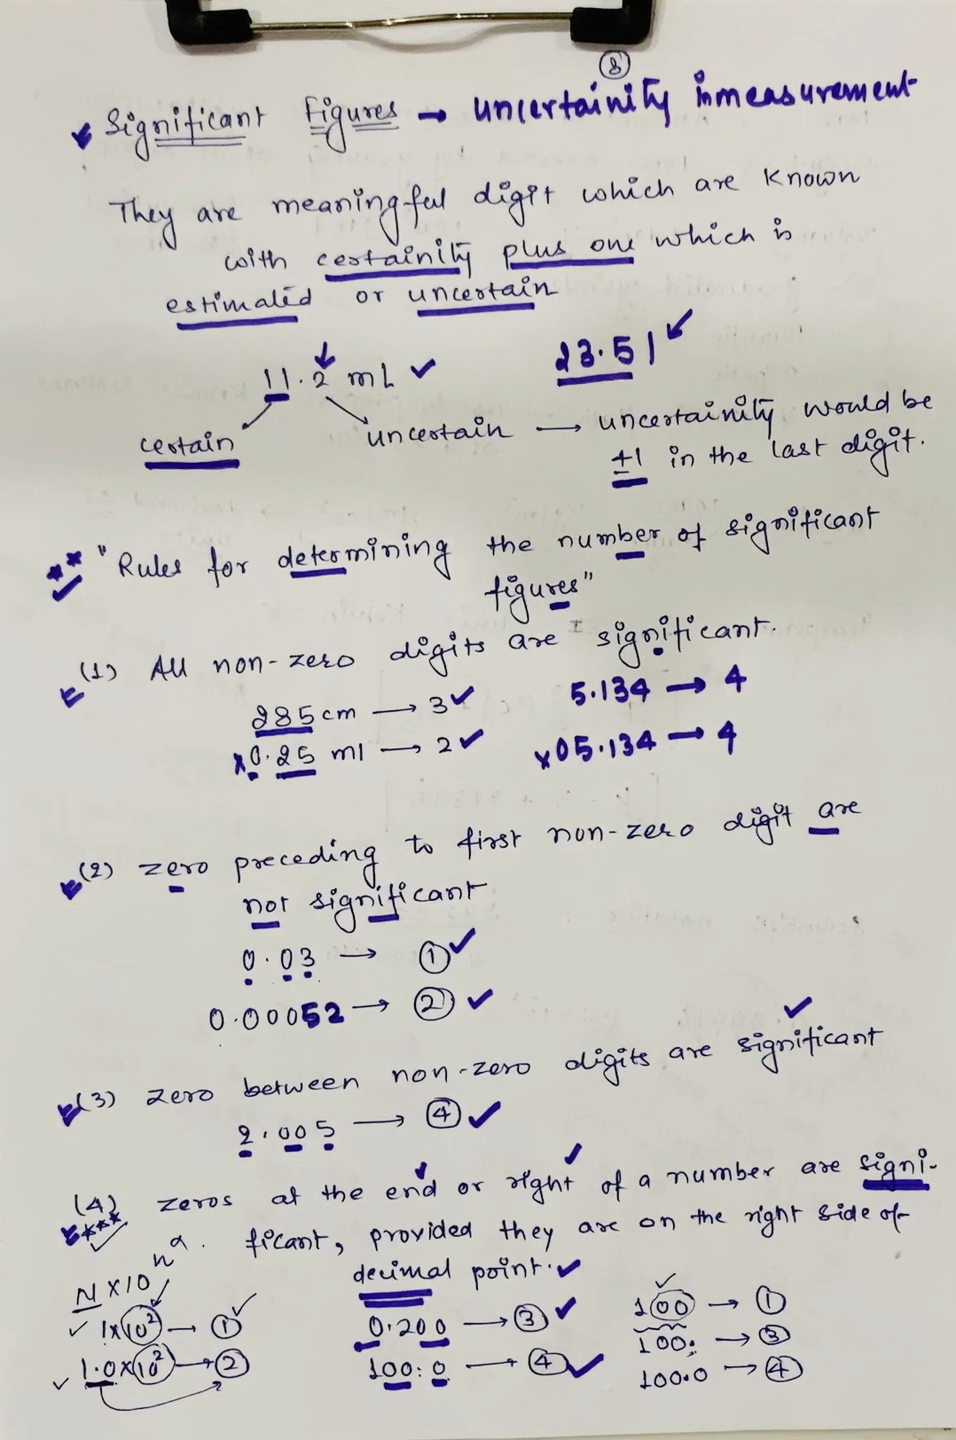 8
Significant Figures → uncertainity in measurement
They are meaningful digit which are known
with certainity plus one which is
estimated or uncertain
11.2 mL ✓ 23.51 ✓
certain uncertain → uncertainity would be
±1 in the last digit.
** "Rules for determining the number of significant
figures"
(1) All non-zero digits are significant.
285 cm → 3 ✓ 5.134 → 4
x 0.25 ml → 2 ✓ x 05.134 → 4
(2) zero preceding to first non-zero digit are
not significant
0.03 → 1 ✓
0.00052 → 2 ✓
(3) zero between non-zero digits are significant ✓
2.005 → 4 ✓
(4) zeros at the end or right of a number are signi-
*** ficant, provided they are on the right side of
decimal point. ✓
N×10ⁿ
✓ 1×10² → 1 ✓ 0.200 → 3 ✓ 100 → 1
✓ 1.0×10² → 2 100.0 → 4 ✓ 100. → 3
100.0 → 4